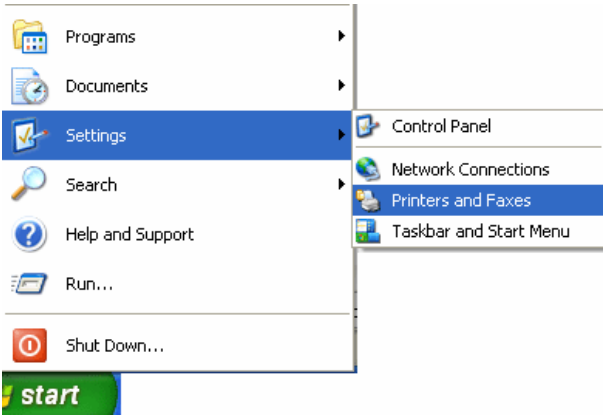 Programs
Documents
Settings
Search
Help and Support
Run...
Shut Down...
start
Control Panel
Network Connections
Printers and Faxes
Taskbar and Start Menu